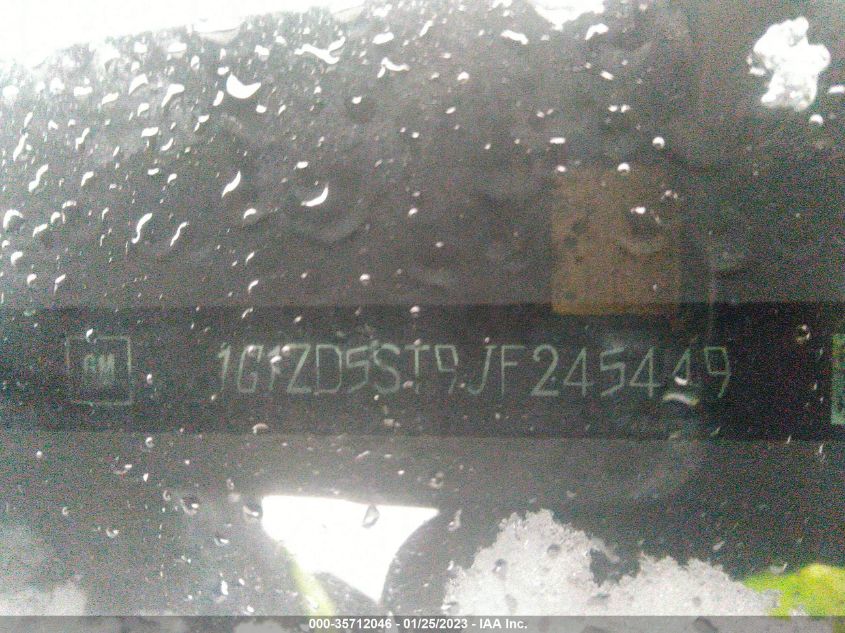 GM 1G1ZD5ST9JF245449
000-35712046 - 01/25/2023 - IAA Inc.